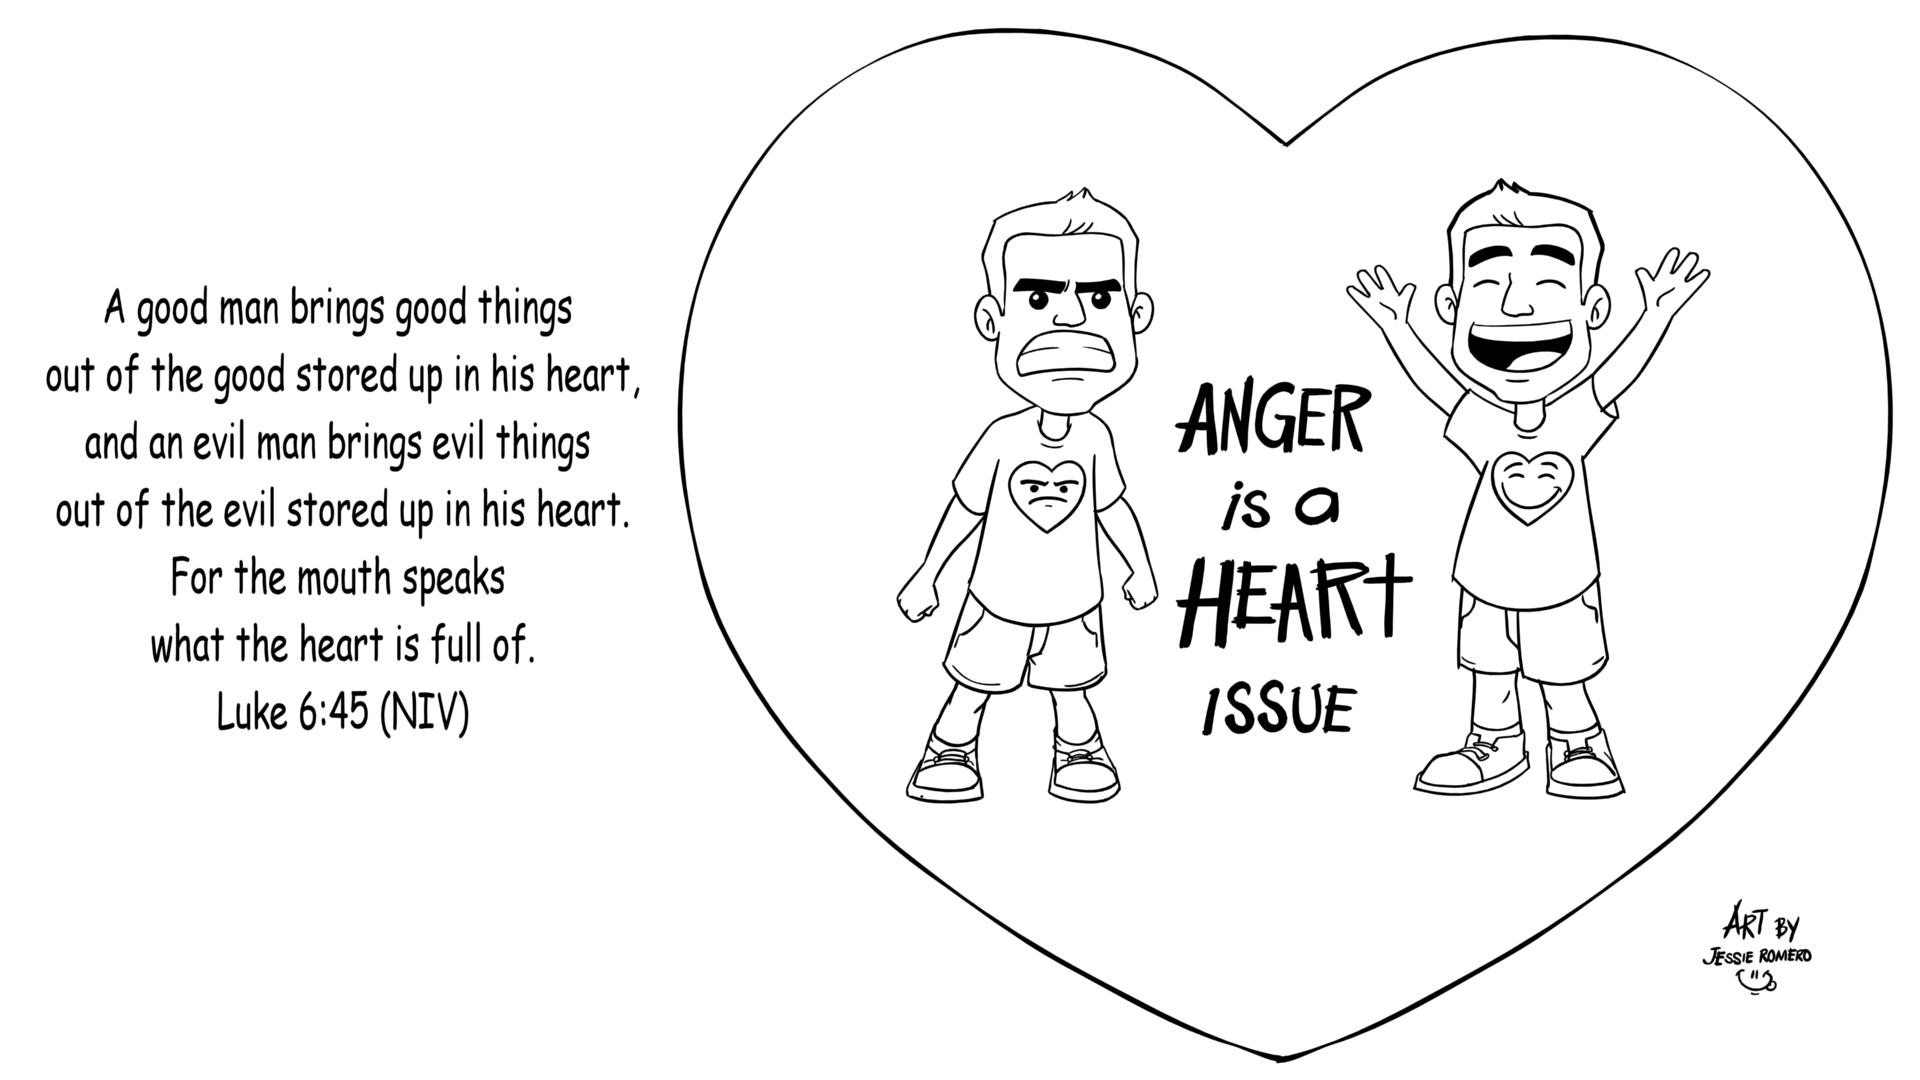 A good man brings good things
out of the good stored up in his heart,
and an evil man brings evil things
out of the evil stored up in his heart.
For the mouth speaks
what the heart is full of.
Luke 6:45 (NIV)
ANGER
is a
HEART
ISSUE
ART BY
JESSIE ROMERO